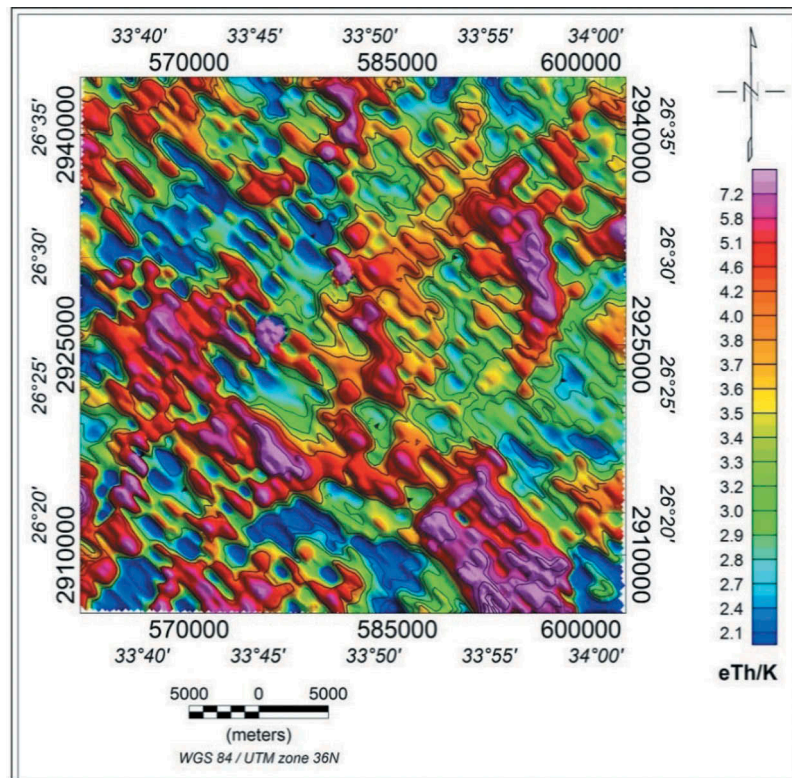 33°40' 33°45' 33°50' 33°55' 34°00'
570000 585000 600000
26°35' 2940000 2940000 26°35'
26°30' 26°30'
2925000 2925000
26°25' 26°25'
26°20' 26°20'
2910000 2910000
570000 585000 600000
33°40' 33°45' 33°50' 33°55' 34°00'
N
7.2
5.8
5.1
4.6
4.2
4.0
3.8
3.7
3.6
3.5
3.4
3.3
3.2
3.0
2.9
2.8
2.7
2.4
2.1
eTh/K
5000 0 5000
(meters)
WGS 84 / UTM zone 36N